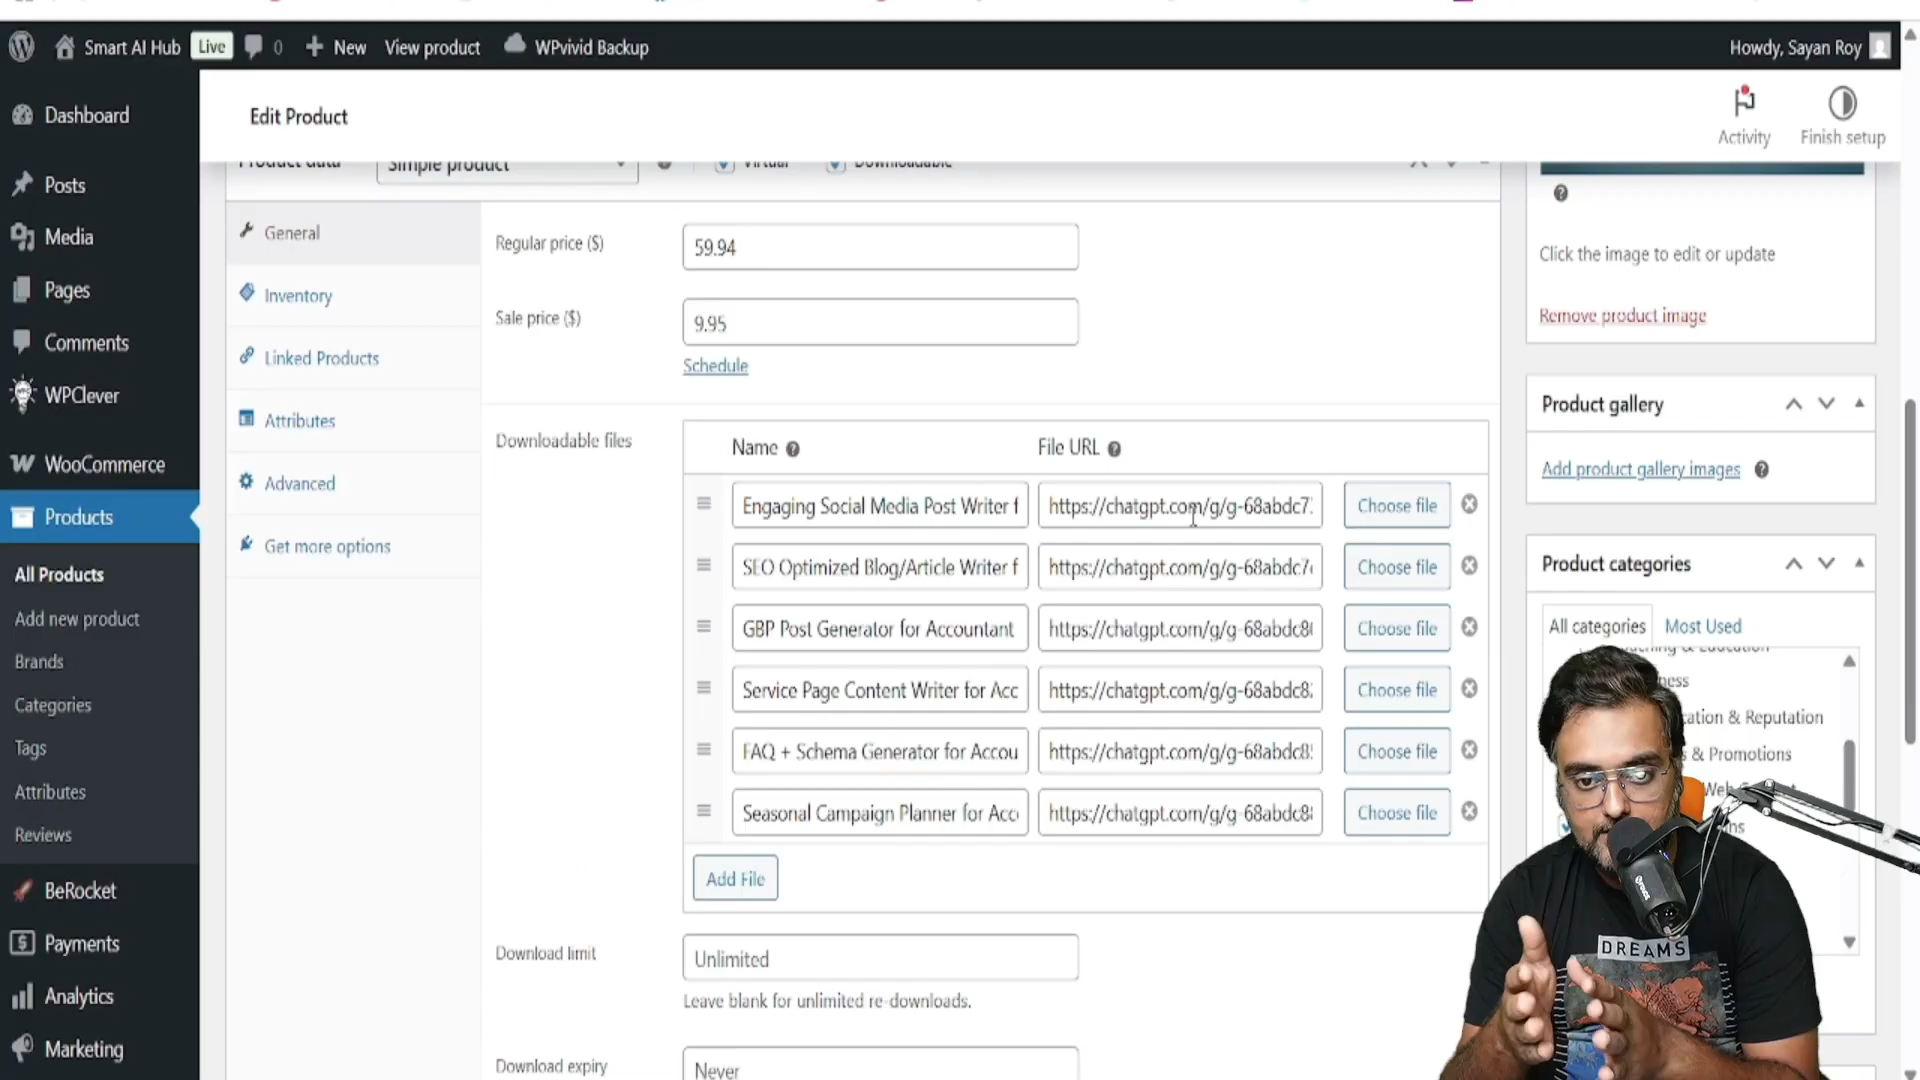 Smart AI Hub Live 0 New View product WPvivid Backup Howdy, Sayan Roy
Edit Product
Activity Finish setup
Dashboard
Posts
Media
Pages
Comments
WPClever
WooCommerce
Products
All Products
Add new product
Brands
Categories
Tags
Attributes
Reviews
BeRocket
Payments
Analytics
Marketing
Product data Simple product Virtual Downloadable
General
Inventory
Linked Products
Attributes
Advanced
Get more options
Regular price ($) 59.94
Sale price ($) 9.95
Schedule
Downloadable files
Name File URL
Engaging Social Media Post Writer f https://chatgpt.com/g/g-68abdc7 Choose file
SEO Optimized Blog/Article Writer f https://chatgpt.com/g/g-68abdc7 Choose file
GBP Post Generator for Accountant https://chatgpt.com/g/g-68abdc8 Choose file
Service Page Content Writer for Acc https://chatgpt.com/g/g-68abdc8 Choose file
FAQ + Schema Generator for Accou https://chatgpt.com/g/g-68abdc8 Choose file
Seasonal Campaign Planner for Acc https://chatgpt.com/g/g-68abdc8 Choose file
Add File
Download limit Unlimited
Leave blank for unlimited re-downloads.
Download expiry Never
Click the image to edit or update
Remove product image
Product gallery
Add product gallery images
Product categories
All categories Most Used
& Education
& Reputation
& Promotions
DREAMS